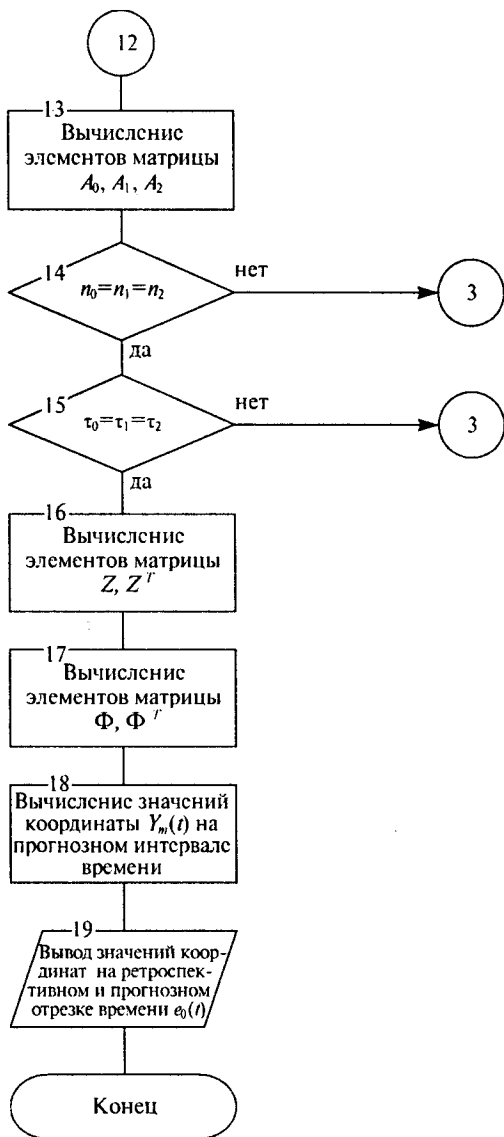 12
13
Вычисление
элементов матрицы
A₀, A₁, A₂
14
n₀=n₁=n₂
нет
3
да
15
τ₀=τ₁=τ₂
нет
3
да
16
Вычисление
элементов матрицы
Z, Zᵀ
17
Вычисление
элементов матрицы
Ф, Фᵀ
18
Вычисление значений
координаты Yₘ(t) на
прогнозном интервале
времени
19
Вывод значений коор-
динат на ретроспек-
тивном и прогнозном
отрезке времени e₀(t)
Конец